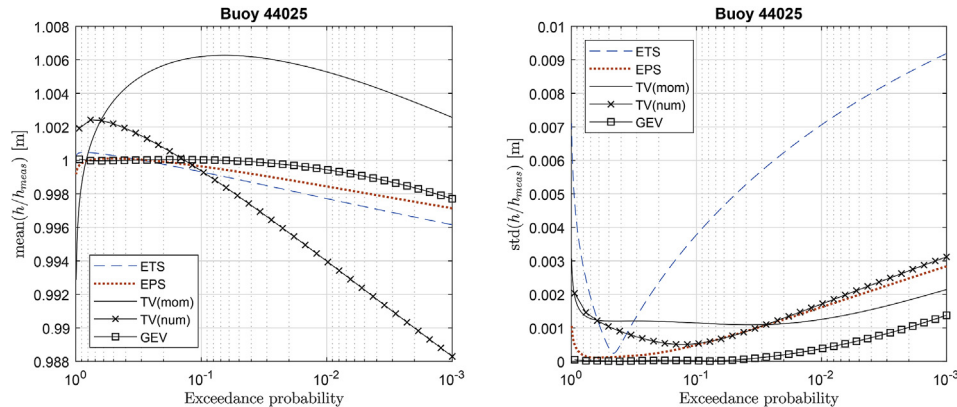 Buoy 44025
mean(h/h_meas) [m]
1.008
1.006
1.004
1.002
1
0.998
0.996
0.994
0.992
0.99
0.988
ETS
EPS
TV(mom)
TV(num)
GEV
10^0
10^-1
10^-2
10^-3
Exceedance probability
Buoy 44025
std(h/h_meas) [m]
0.01
0.009
0.008
0.007
0.006
0.005
0.004
0.003
0.002
0.001
0
ETS
EPS
TV(mom)
TV(num)
GEV
10^0
10^-1
10^-2
10^-3
Exceedance probability